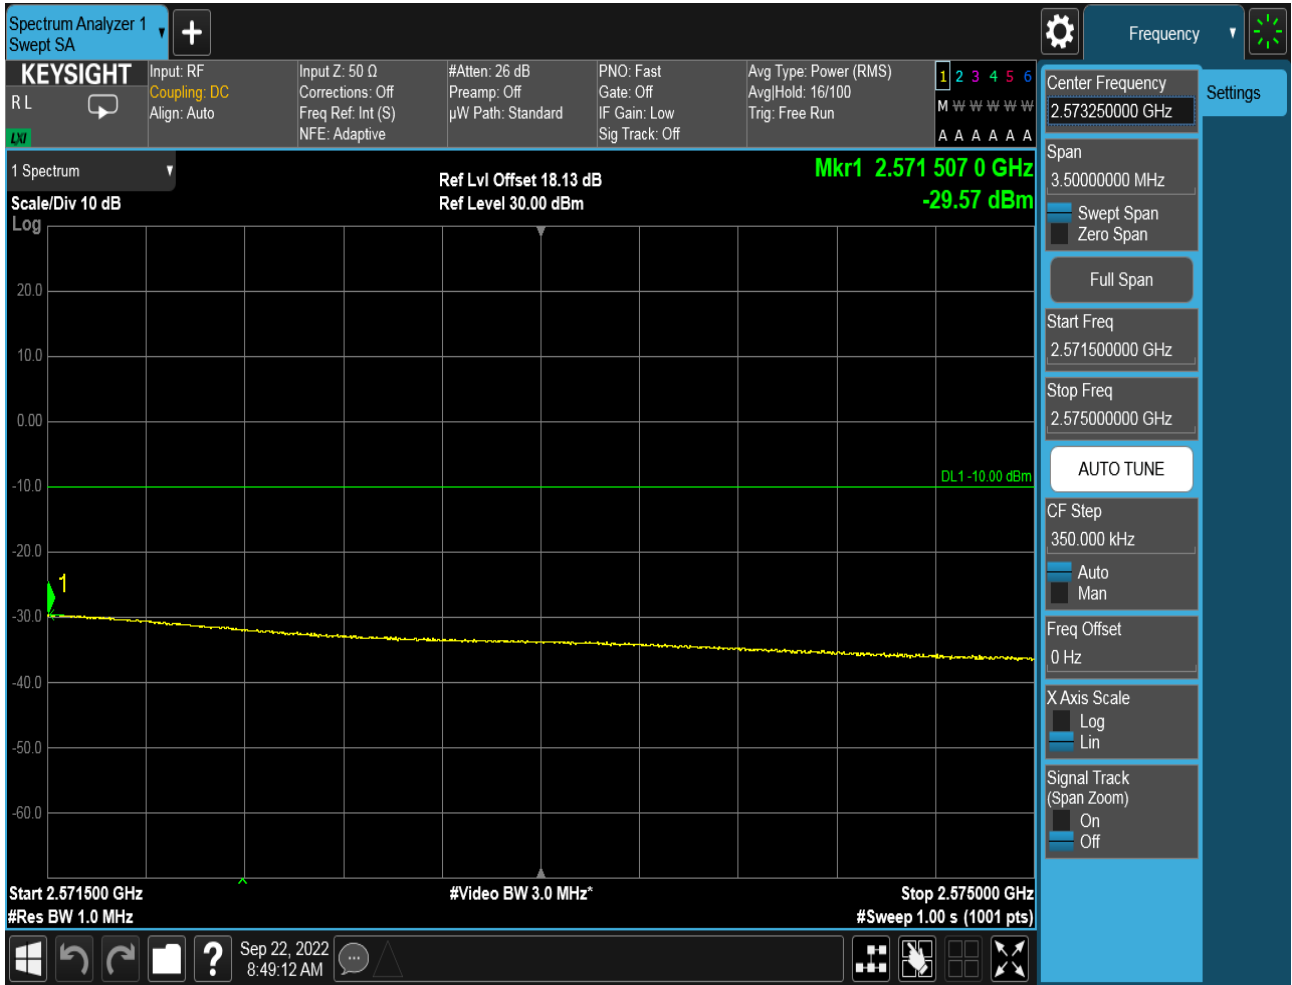 Spectrum Analyzer 1
Swept SA
Frequency
KEYSIGHT
R L
LXI
Input: RF
Coupling: DC
Align: Auto
Input Z: 50 Ω
Corrections: Off
Freq Ref: Int (S)
NFE: Adaptive
#Atten: 26 dB
Preamp: Off
µW Path: Standard
PNO: Fast
Gate: Off
IF Gain: Low
Sig Track: Off
Avg Type: Power (RMS)
Avg|Hold: 16/100
Trig: Free Run
1 2 3 4 5 6
M W W W W W
A A A A A A
1 Spectrum
Scale/Div 10 dB
Log
Ref Lvl Offset 18.13 dB
Ref Level 30.00 dBm
Mkr1 2.571 507 0 GHz
-29.57 dBm
20.0
10.0
0.00
-10.0
-20.0
-30.0
-40.0
-50.0
-60.0
DL1 -10.00 dBm
1
Start 2.571500 GHz
#Res BW 1.0 MHz
#Video BW 3.0 MHz*
Stop 2.575000 GHz
#Sweep 1.00 s (1001 pts)
Center Frequency
2.573250000 GHz
Settings
Span
3.50000000 MHz
Swept Span
Zero Span
Full Span
Start Freq
2.571500000 GHz
Stop Freq
2.575000000 GHz
AUTO TUNE
CF Step
350.000 kHz
Auto
Man
Freq Offset
0 Hz
X Axis Scale
Log
Lin
Signal Track
(Span Zoom)
On
Off
?
Sep 22, 2022
8:49:12 AM